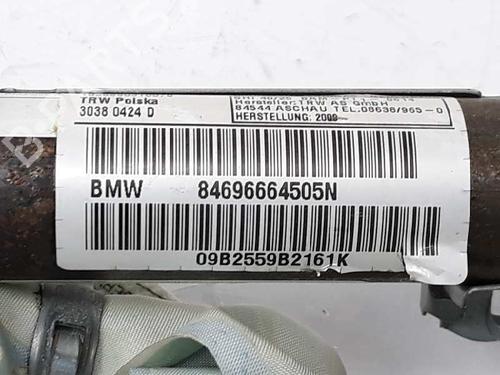 TRW Polska
3038 0424 D
Hersteller:TRW AS GmbH
84544 ASCHAU TEL.08638/965-0
HERSTELLUNG: 2009
BMW 84696664505N
09B2559B2161K